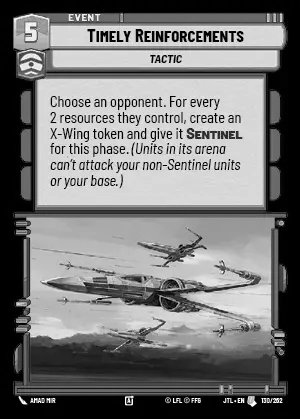 EVENT
5
TIMELY REINFORCEMENTS
TACTIC
Choose an opponent. For every
2 resources they control, create an
X-Wing token and give it SENTINEL
for this phase. (Units in its arena
can't attack your non-Sentinel units
or your base.)
AMAD MIR
© LFL © FFG
JTL • EN
130/262